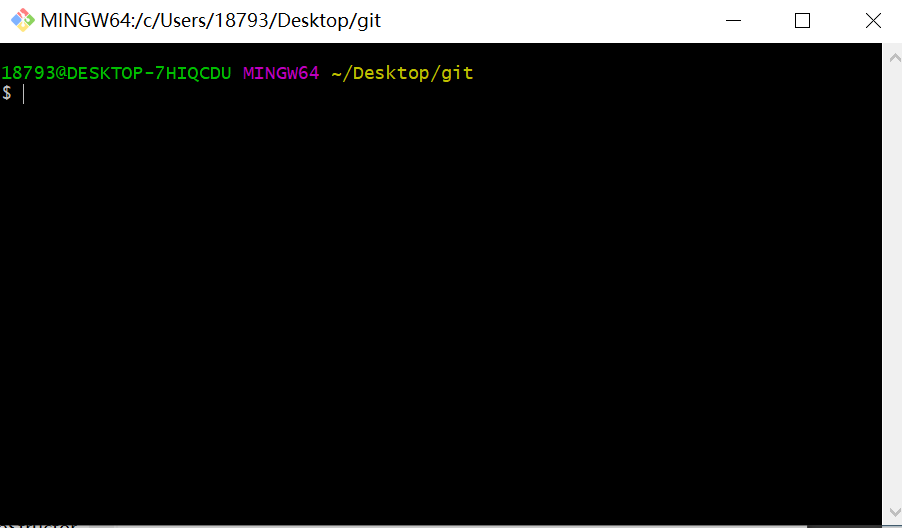 MINGW64:/c/Users/18793/Desktop/git
18793@DESKTOP-7HIQCDU MINGW64 ~/Desktop/git
$